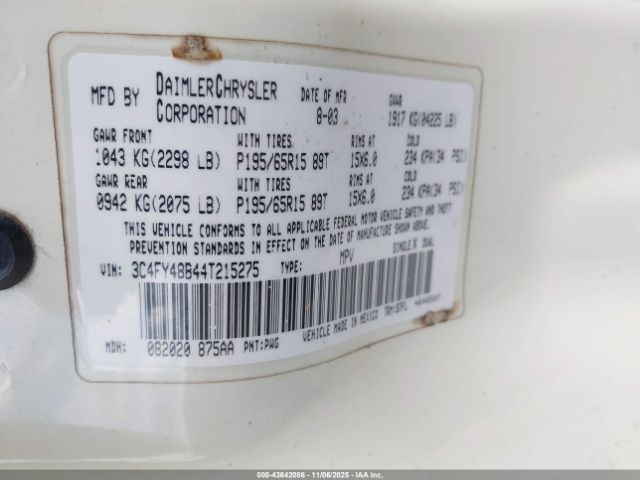 MFD BY DAIMLERCHRYSLER CORPORATION DATE OF MFR 8-03 GVWR 1917 KG(04225 LB)
GAWR FRONT WITH TIRES RIMS AT COLD
1043 KG(2298 LB) P195/65R15 89T 15X6.0 234 KPA(34 PSI)
GAWR REAR WITH TIRES RIMS AT COLD
0942 KG(2075 LB) P195/65R15 89T 15X6.0 234 KPA(34 PSI)
THIS VEHICLE CONFORMS TO ALL APPLICABLE FEDERAL MOTOR VEHICLE SAFETY AND THEFT
PREVENTION STANDARDS IN EFFECT ON THE DATE OF MANUFACTURE SHOWN ABOVE.
VIN: 3C4FY48B44T215275 TYPE: MPV SINGLE X DUAL
VEHICLE MADE IN MEXICO TRM:B7FL
MDH: 082020 875AA PNT:PWG
000-43642086 - 11/06/2025 - IAA